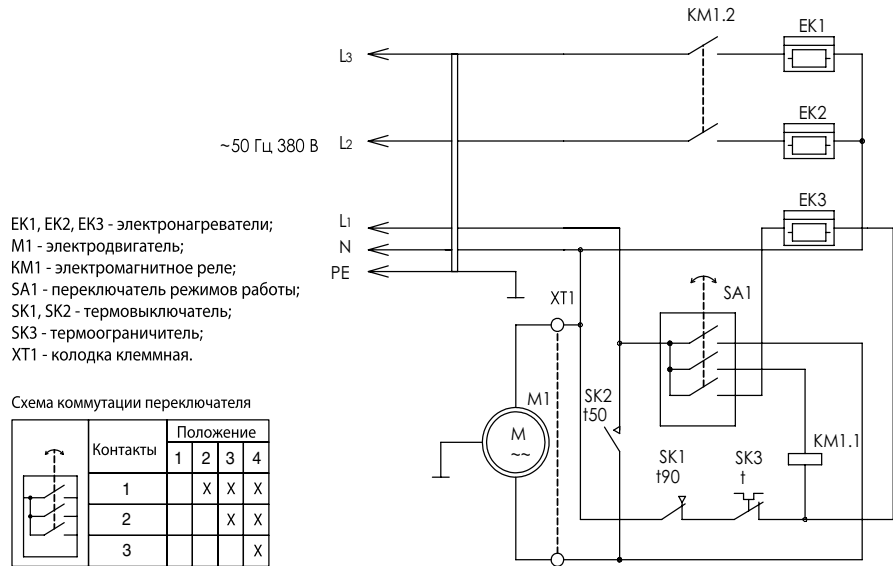 KM1.2
EK1
L3
EK2
~50 Гц 380 В
L2
EK3
L1
N
PE
EK1, EK2, EK3 - электронагреватели;
M1 - электродвигатель;
KM1 - электромагнитное реле;
SA1 - переключатель режимов работы;
SK1, SK2 - термовыключатель;
SK3 - термоограничитель;
XT1 - колодка клеммная.
XT1
SA1
Схема коммутации переключателя
Контакты
Положение
1 2 3 4
1 X X X
2 X X
3 X
M1
M
~~
SK2
t50
SK1
t90
SK3
t
KM1.1